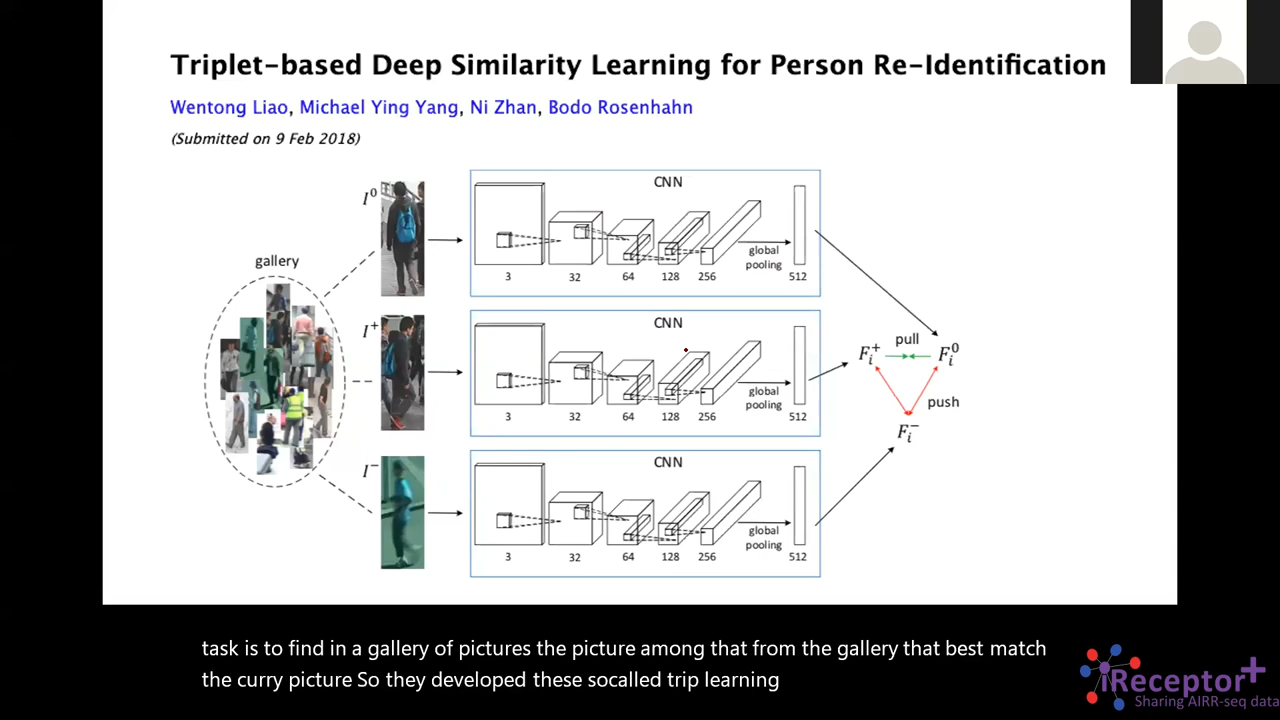 Triplet-based Deep Similarity Learning for Person Re-Identification
Wentong Liao, Michael Ying Yang, Ni Zhan, Bodo Rosenhahn
(Submitted on 9 Feb 2018)
gallery
I⁰
CNN
3 32 64 128 256 global pooling 512
I⁺
CNN
3 32 64 128 256 global pooling 512
I⁻
CNN
3 32 64 128 256 global pooling 512
Fᵢ⁺ pull Fᵢ⁰
push
Fᵢ⁻
task is to find in a gallery of pictures the picture among that from the gallery that best match
the curry picture So they developed these socalled trip learning
iReceptor+
Sharing AIRR-seq data